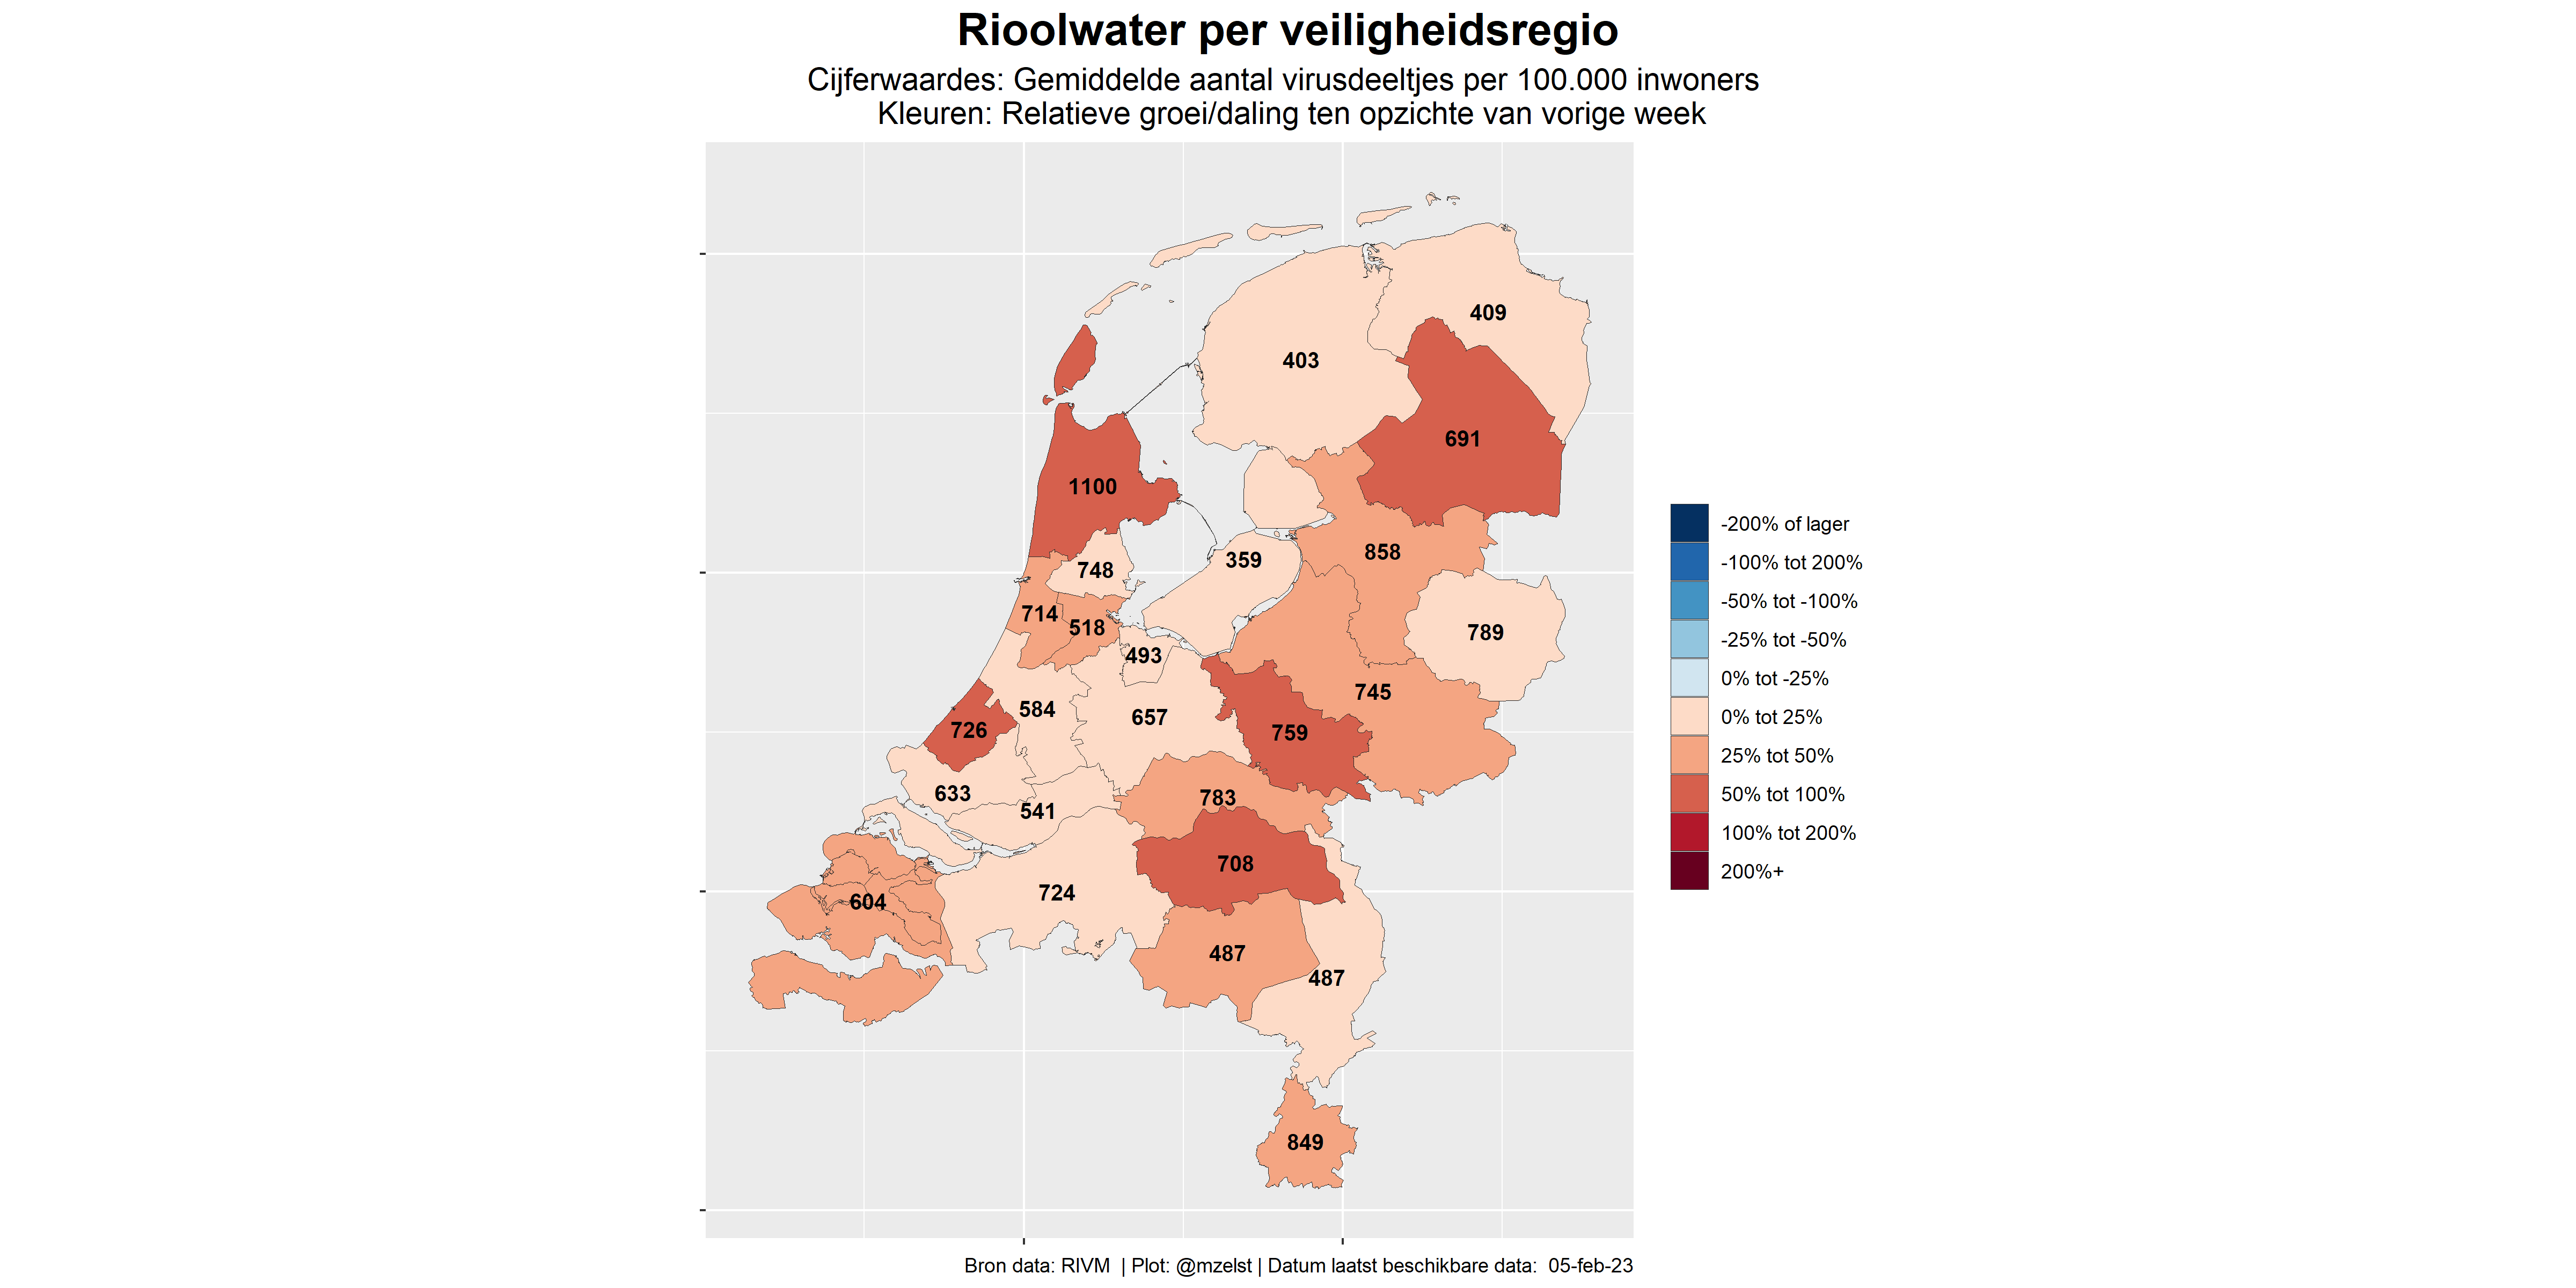 Rioolwater per veiligheidsregio
Cijferwaardes: Gemiddelde aantal virusdeeltjes per 100.000 inwoners
Kleuren: Relatieve groei/daling ten opzichte van vorige week
409
403
691
1100
858
359
748
714
518
789
493
745
584
657
726
759
633
783
541
708
724
604
487
487
849
-200% of lager
-100% tot 200%
-50% tot -100%
-25% tot -50%
0% tot -25%
0% tot 25%
25% tot 50%
50% tot 100%
100% tot 200%
200%+
Bron data: RIVM | Plot: @mzelst | Datum laatst beschikbare data: 05-feb-23